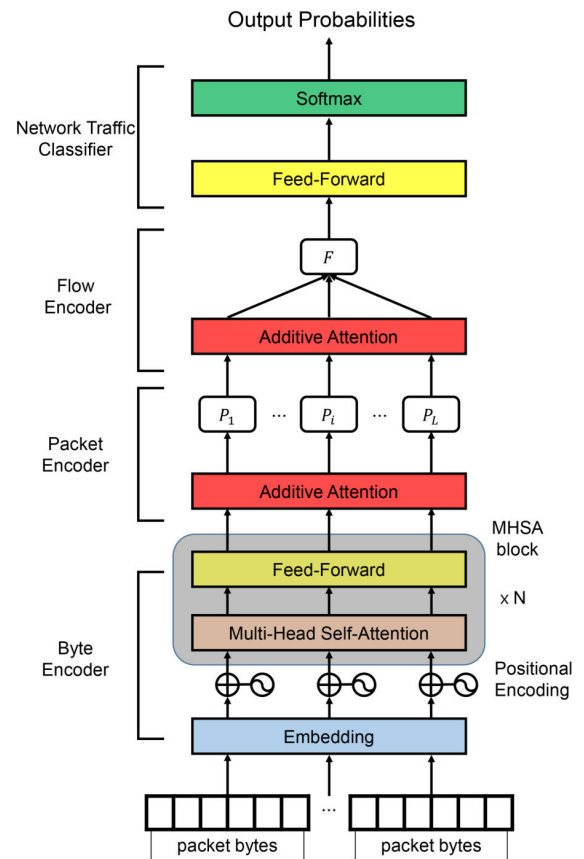 Output Probabilities
Softmax
Network Traffic
Classifier
Feed-Forward
F
Flow
Encoder
Additive Attention
P₁ ... Pᵢ ... P_L
Packet
Encoder
Additive Attention
MHSA
block
Feed-Forward
x N
Multi-Head Self-Attention
Byte
Encoder
Positional
Encoding
Embedding
...
packet bytes packet bytes